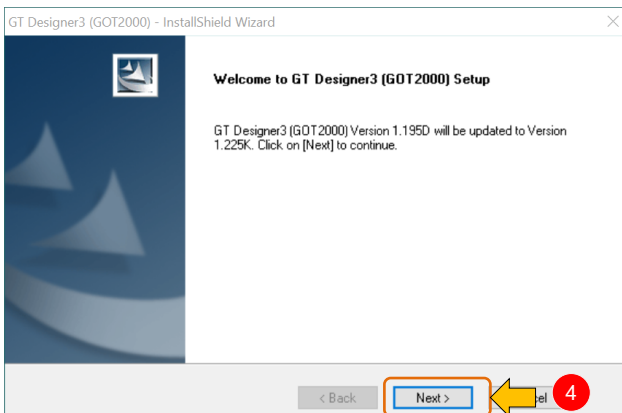 GT Designer3 (GOT2000) - InstallShield Wizard
Welcome to GT Designer3 (GOT2000) Setup
GT Designer3 (GOT2000) Version 1.195D will be updated to Version
1.225K. Click on [Next] to continue.
< Back Next > 4